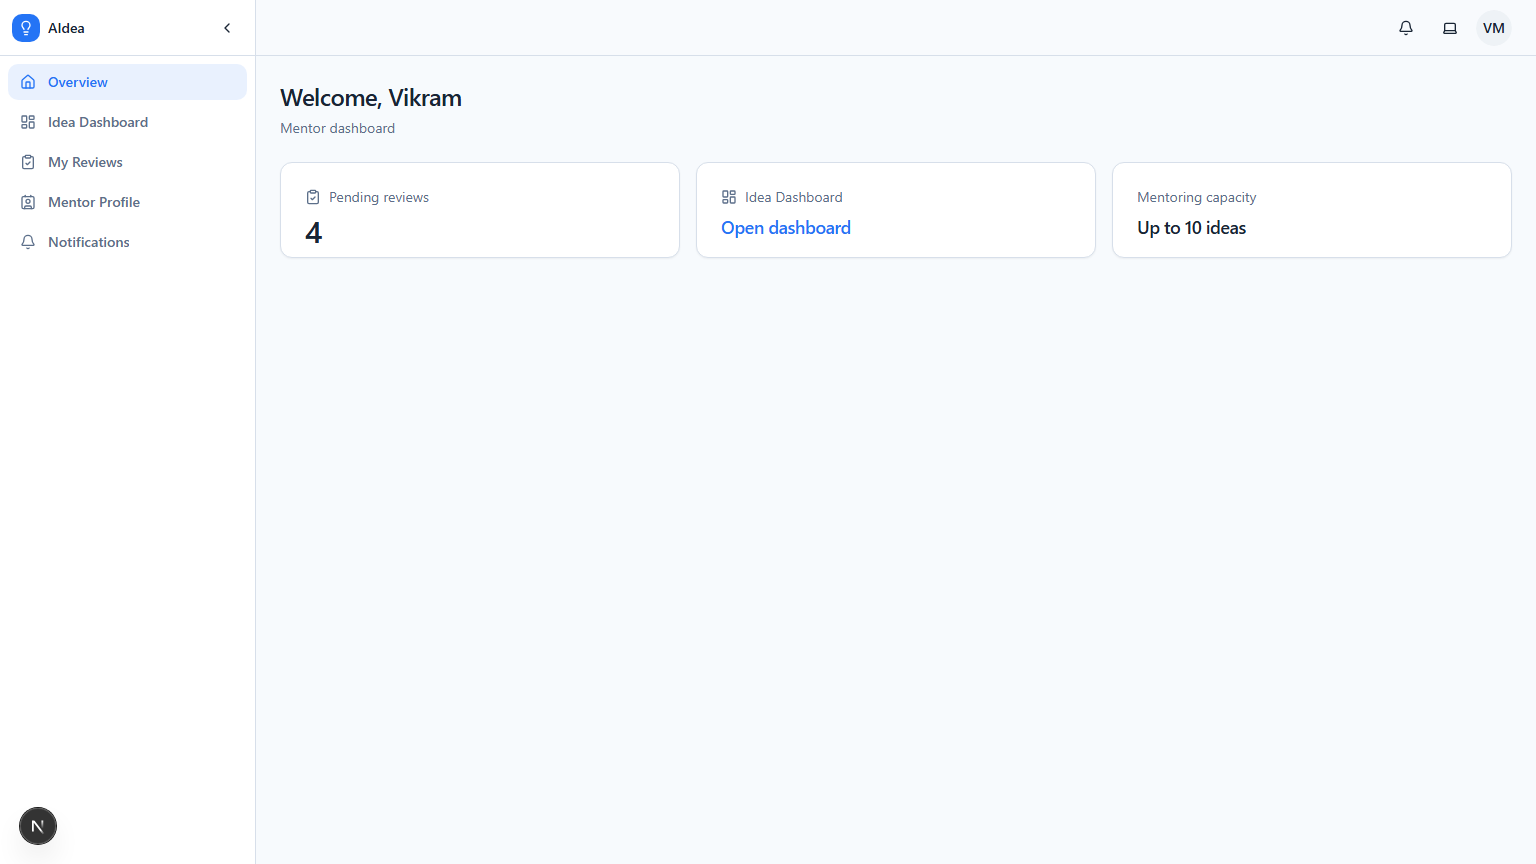 AIdea
VM
Overview
Idea Dashboard
My Reviews
Mentor Profile
Notifications
Welcome, Vikram
Mentor dashboard
Pending reviews
4
Idea Dashboard
Open dashboard
Mentoring capacity
Up to 10 ideas
N